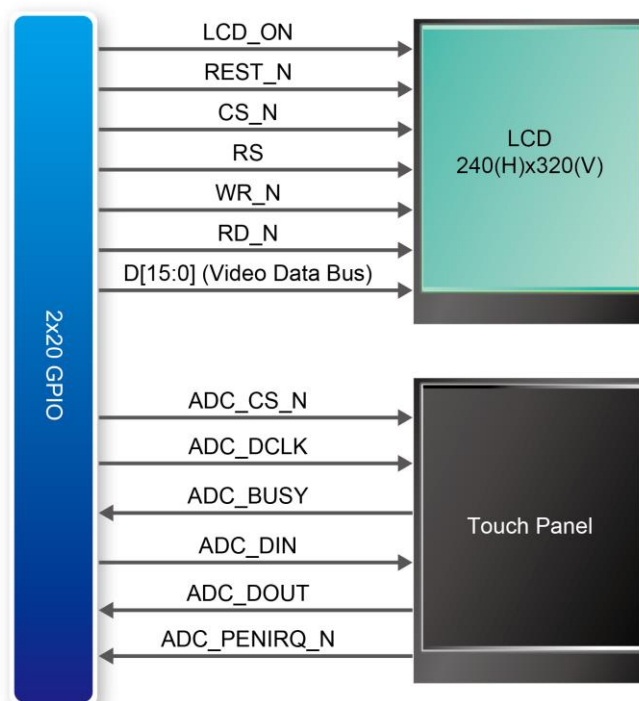 LCD_ON
REST_N
CS_N
RS
WR_N
RD_N
D[15:0] (Video Data Bus)
LCD
240(H)x320(V)
2x20 GPIO
ADC_CS_N
ADC_DCLK
ADC_BUSY
ADC_DIN
ADC_DOUT
ADC_PENIRQ_N
Touch Panel